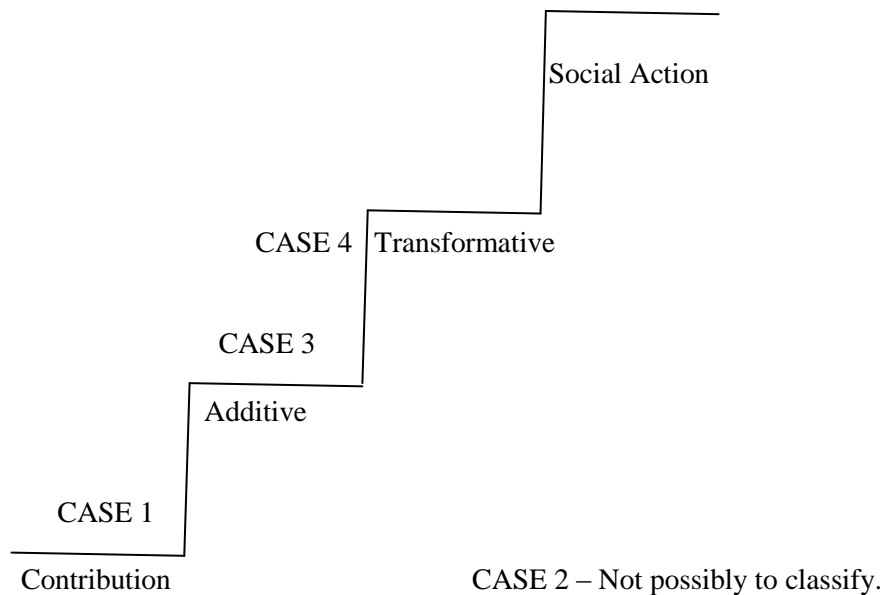 Social Action
CASE 4 Transformative
CASE 3
Additive
CASE 1
Contribution
CASE 2 – Not possibly to classify.